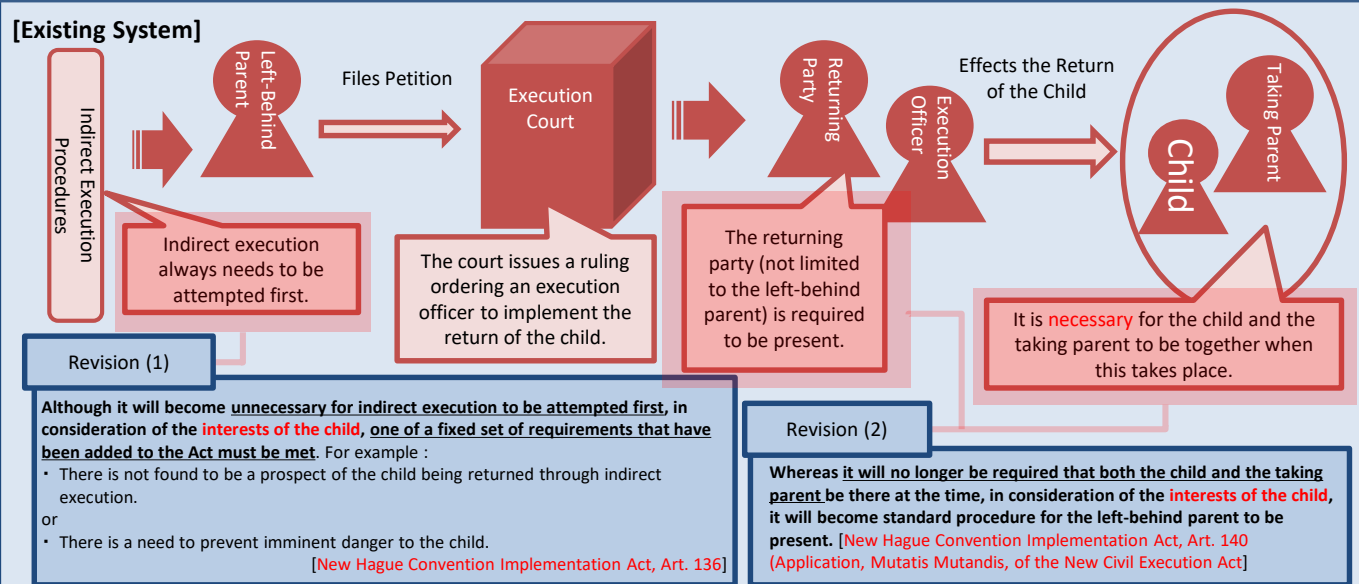 [Existing System]
Indirect Execution
Procedures
Left-Behind
Parent
Files Petition
Execution
Court
Returning
Party
Execution
Officer
Effects the Return
of the Child
Taking Parent
Child
Indirect execution
always needs to be
attempted first.
The court issues a ruling
ordering an execution
officer to implement the
return of the child.
The returning
party (not limited
to the left-behind
parent) is required
to be present.
It is necessary for the child and the
taking parent to be together when
this takes place.
Revision (1)
Although it will become unnecessary for indirect execution to be attempted first, in
consideration of the interests of the child, one of a fixed set of requirements that have
been added to the Act must be met. For example :
・ There is not found to be a prospect of the child being returned through indirect
execution.
or
・ There is a need to prevent imminent danger to the child.
[New Hague Convention Implementation Act, Art. 136]
Revision (2)
Whereas it will no longer be required that both the child and the taking
parent be there at the time, in consideration of the interests of the child,
it will become standard procedure for the left-behind parent to be
present. [New Hague Convention Implementation Act, Art. 140
(Application, Mutatis Mutandis, of the New Civil Execution Act]